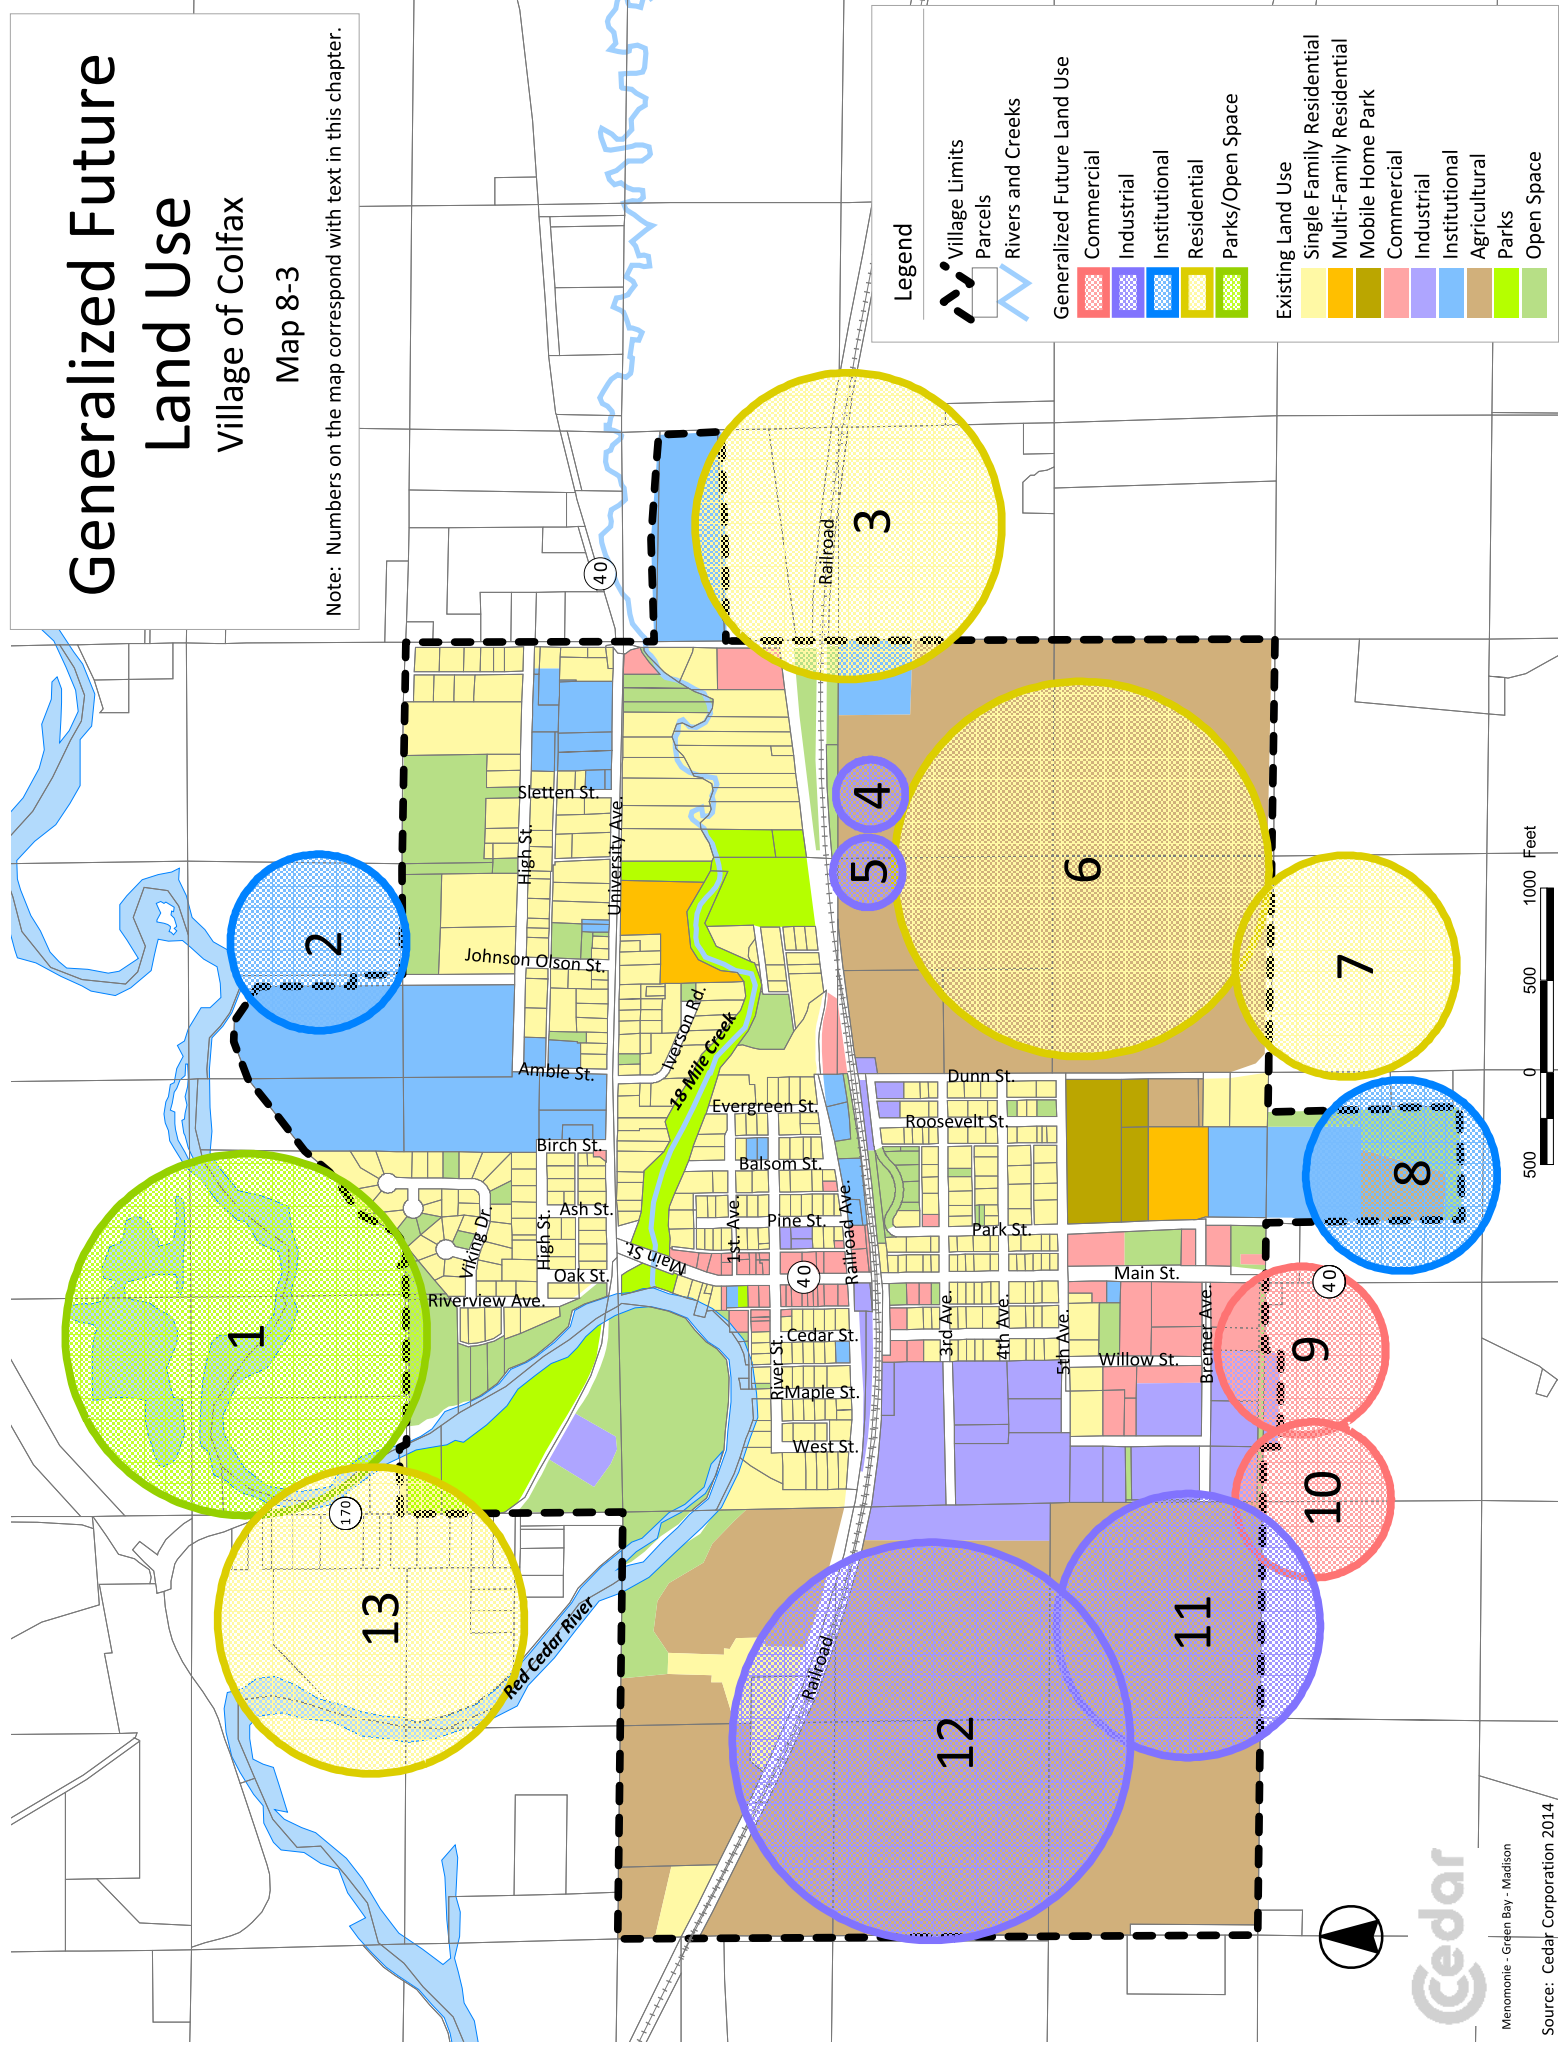 Generalized Future
Land Use
Village of Colfax
Map 8-3
Note: Numbers on the map correspond with text in this chapter.
Legend
Village Limits
Parcels
Rivers and Creeks
Generalized Future Land Use
Commercial
Industrial
Institutional
Residential
Parks/Open Space
Existing Land Use
Single Family Residential
Multi-Family Residential
Mobile Home Park
Commercial
Industrial
Institutional
Agricultural
Parks
Open Space
1
2
3
4
5
6
7
8
9
10
11
12
13
170
40
40
40
Red Cedar River
18 Mile Creek
Railroad
Railroad
Sletten St.
High St.
University Ave.
Johnson Olson St.
Iverson Rd.
Amble St.
Birch St.
Ash St.
High St.
Viking Dr.
Oak St.
Riverview Ave.
Main St.
Evergreen St.
Balsom St.
1st. Ave.
Pine St.
Railroad Ave.
Cedar St.
River St.
Maple St.
West St.
Dunn St.
Roosevelt St.
Park St.
Main St.
3rd Ave.
4th Ave.
5th Ave.
Willow St.
Bremer Ave.
500 0 500 1000 Feet
Cedar
Menomonie - Green Bay - Madison
Source: Cedar Corporation 2014